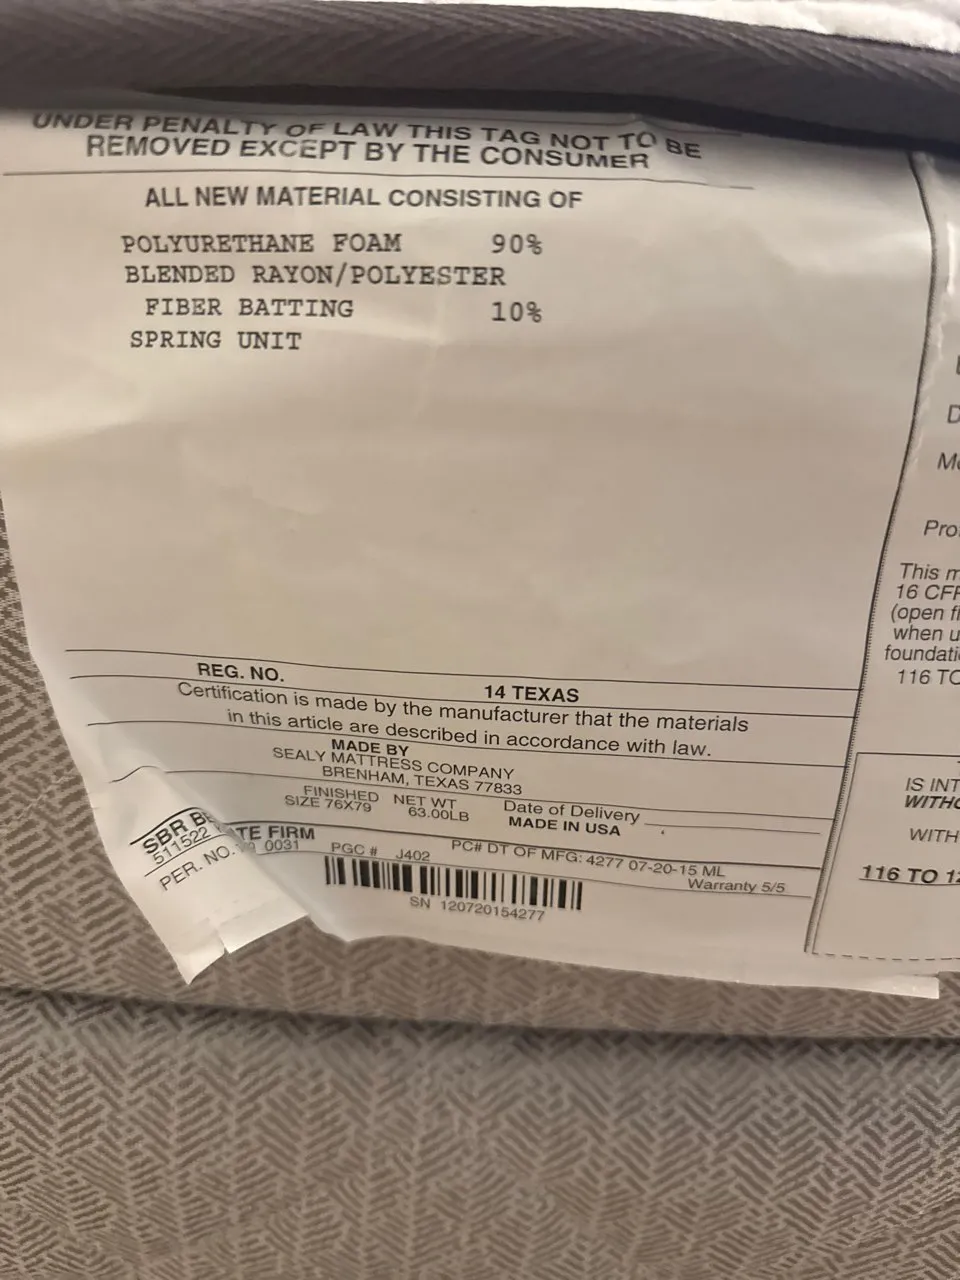 UNDER PENALTY OF LAW THIS TAG NOT TO BE
REMOVED EXCEPT BY THE CONSUMER
ALL NEW MATERIAL CONSISTING OF
POLYURETHANE FOAM 90%
BLENDED RAYON/POLYESTER
FIBER BATTING 10%
SPRING UNIT
REG. NO. 14 TEXAS
Certification is made by the manufacturer that the materials
in this article are described in accordance with law.
MADE BY
SEALY MATTRESS COMPANY
BRENHAM, TEXAS 77833
FINISHED
SIZE 76X79
NET WT
63.00LB
Date of Delivery
MADE IN USA
SBR
511522
TE FIRM
PER. NO. 0031
PGC # J402
PC# DT OF MFG: 4277 07-20-15 ML
Warranty 5/5
SN 120720154277
D
Pro
This m
16 CF
(open
when u
foundati
116 TO
IS INT
WITH
116 TO